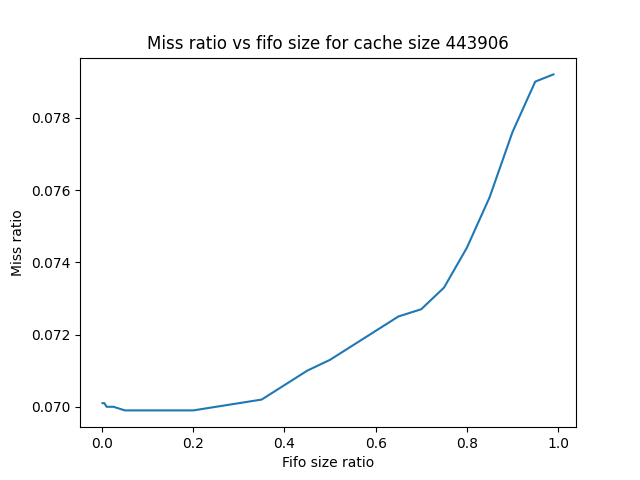 Miss ratio vs fifo size for cache size 443906
0.078
0.076
0.074
0.072
0.070
Miss ratio
0.0 0.2 0.4 0.6 0.8 1.0
Fifo size ratio